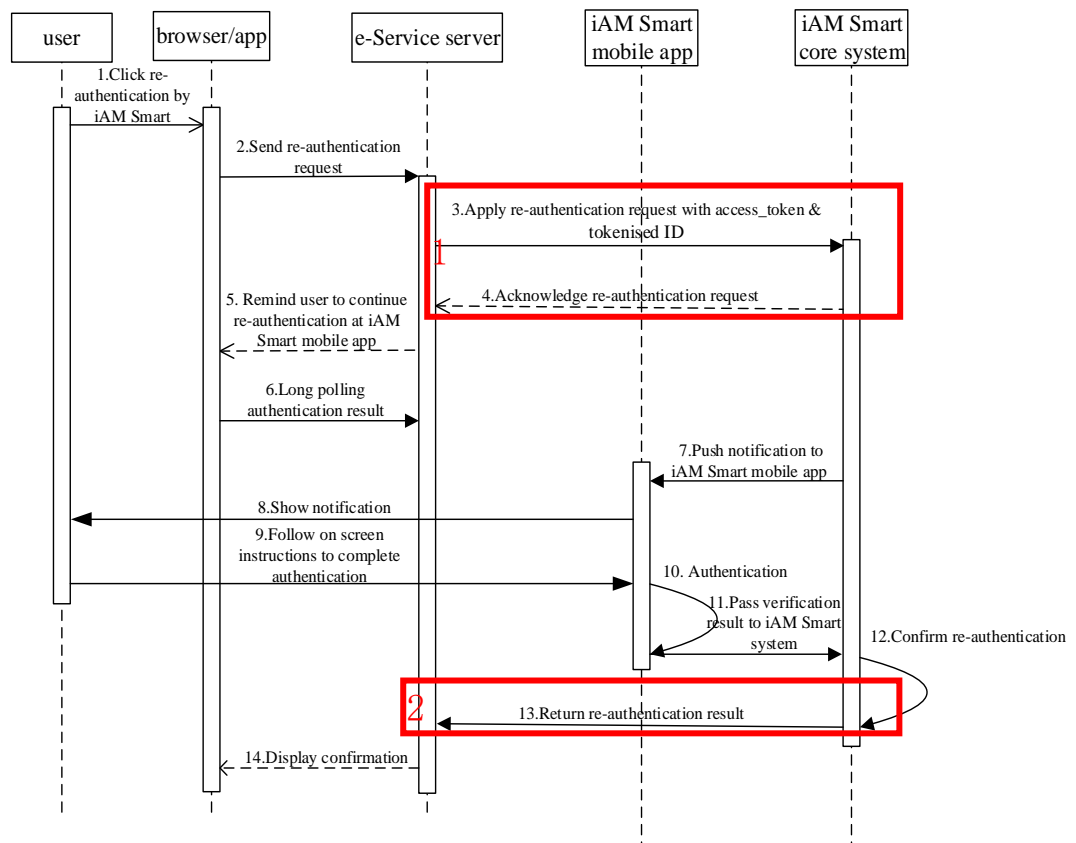 user
browser/app
e-Service server
iAM Smart
mobile app
iAM Smart
core system
1.Click re-
authentication by
iAM Smart
2.Send re-authentication
request
3.Apply re-authentication request with access_token &
tokenised ID
1
4.Acknowledge re-authentication request
5. Remind user to continue
re-authentication at iAM
Smart mobile app
6.Long polling
authentication result
7.Push notification to
iAM Smart mobile app
8.Show notification
9.Follow on screen
instructions to complete
authentication
10. Authentication
11.Pass verification
result to iAM Smart
system
12.Confirm re-authentication
2
13.Return re-authentication result
14.Display confirmation